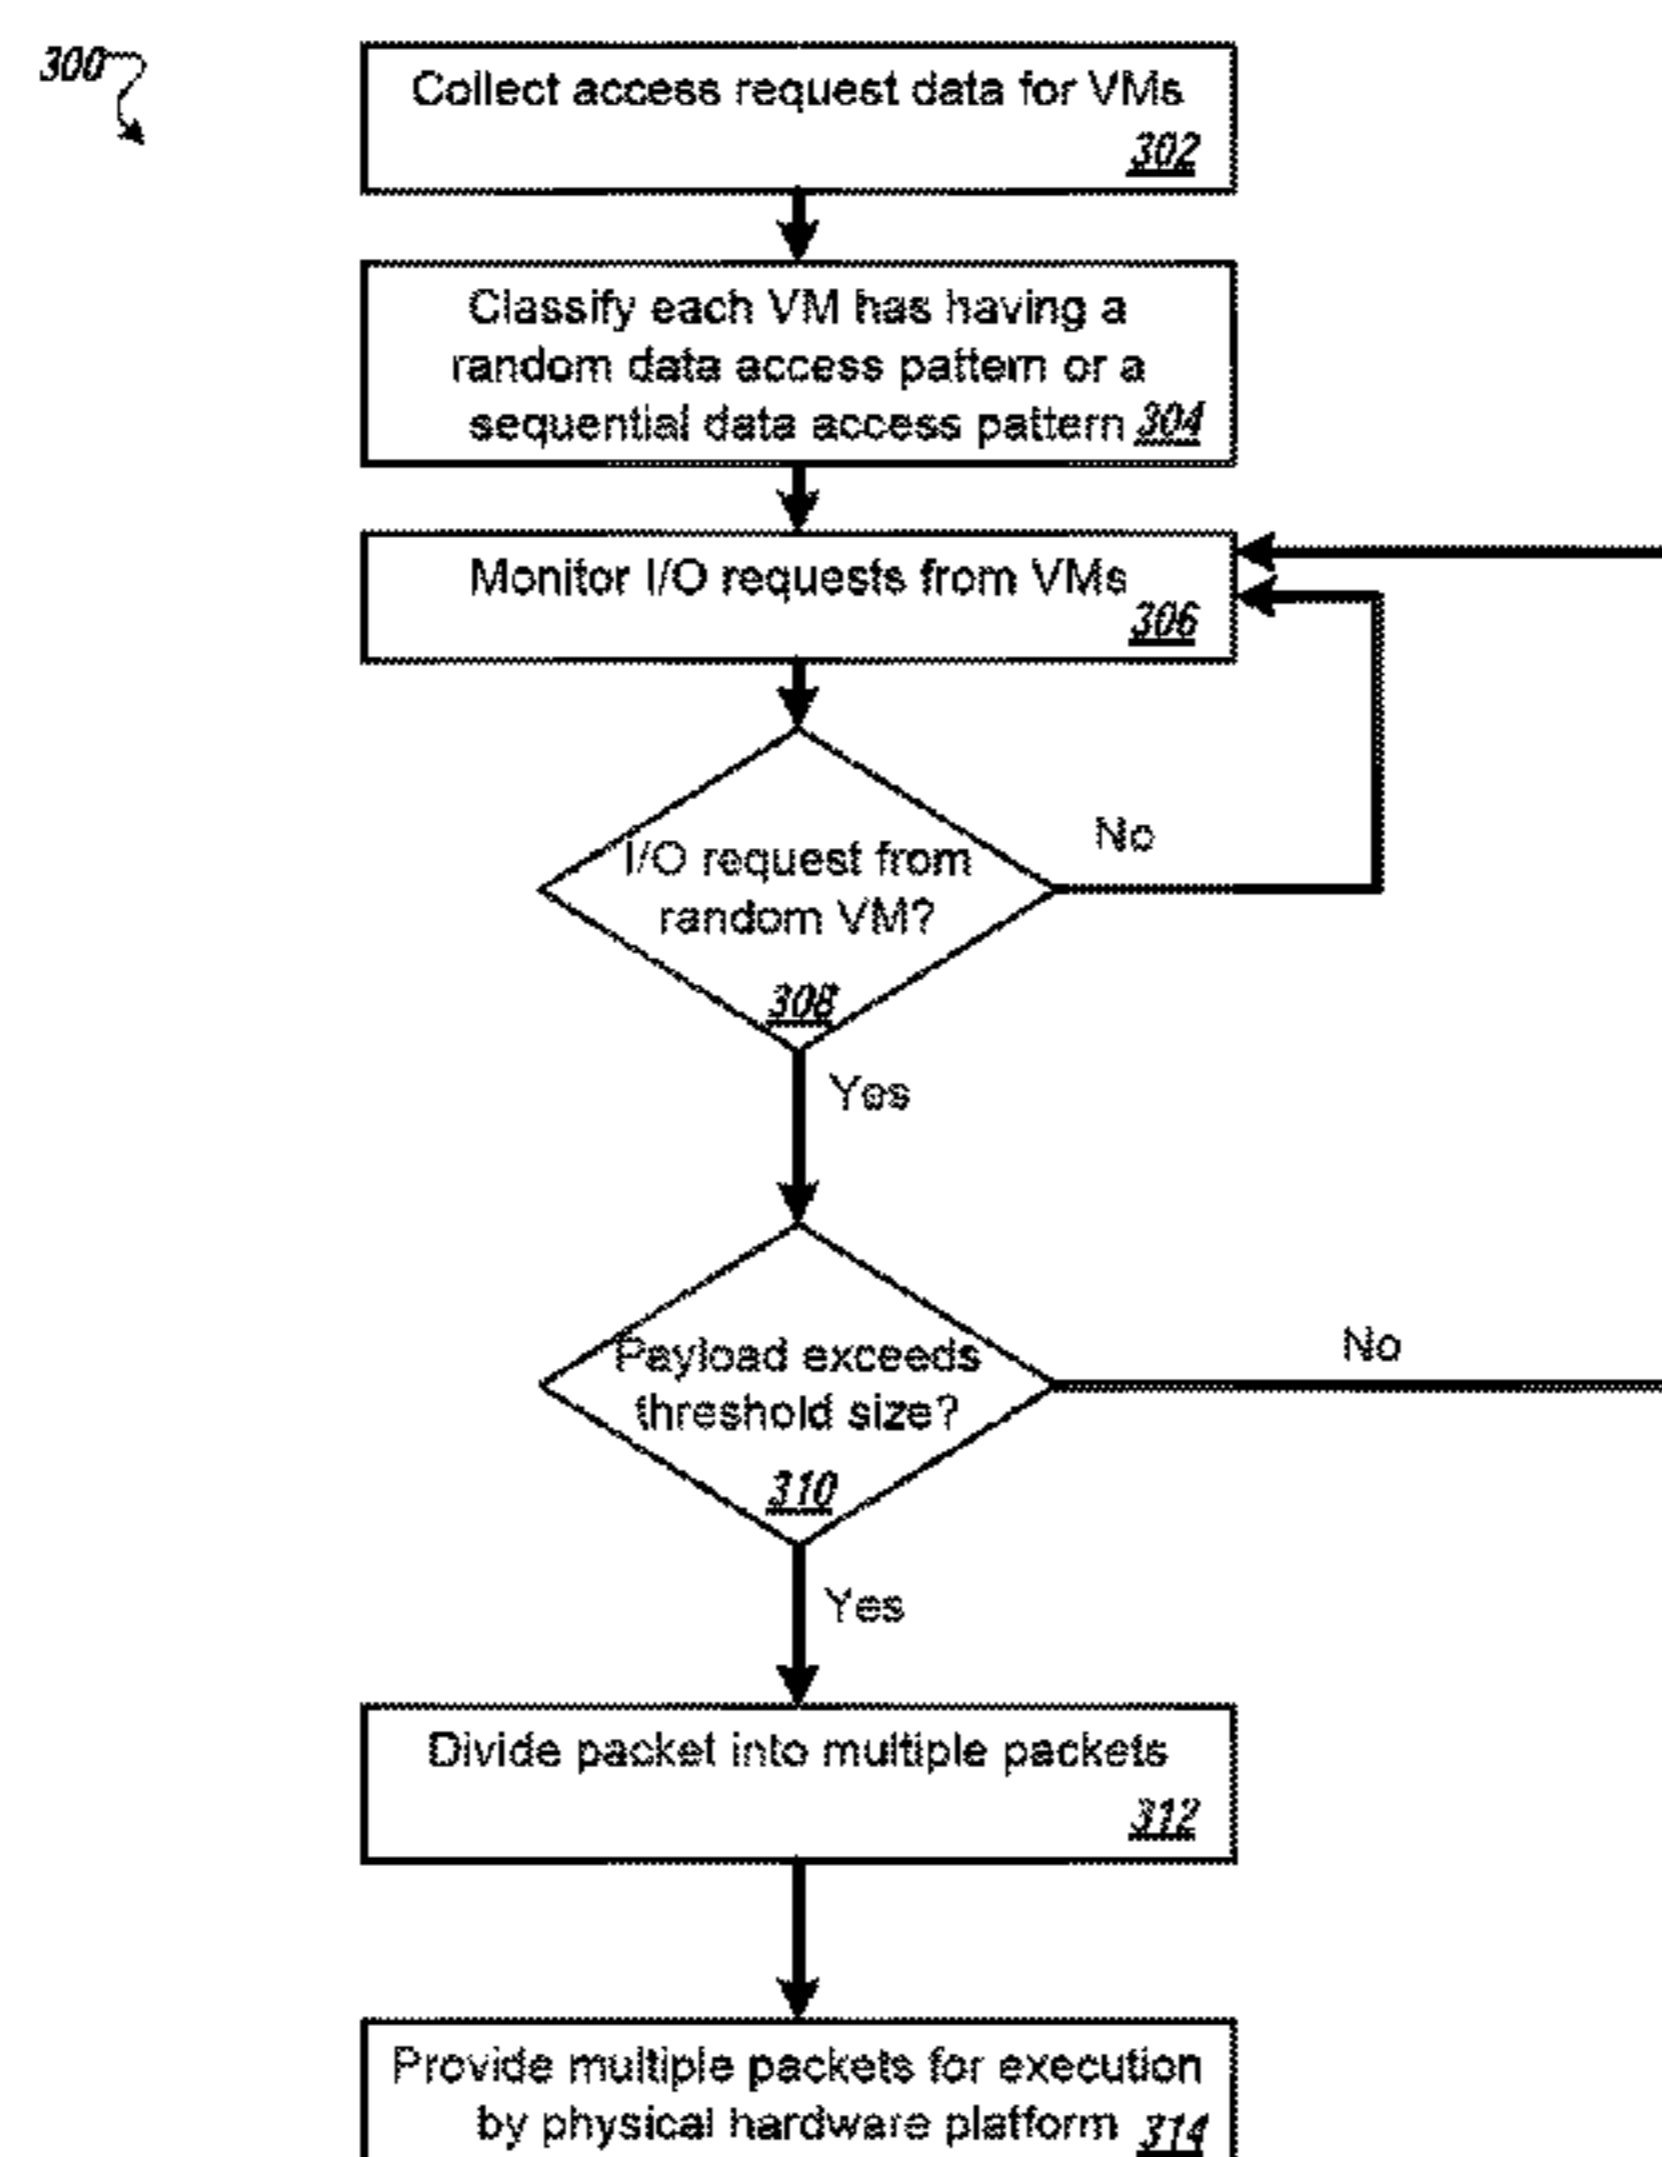 300
Collect access request data for VMs
302
Classify each VM has having a
random data access pattern or a
sequential data access pattern 304
Monitor I/O requests from VMs
306
I/O request from
random VM?
308
No
Yes
Payload exceeds
threshold size?
310
No
Yes
Divide packet into multiple packets
312
Provide multiple packets for execution
by physical hardware platform 314